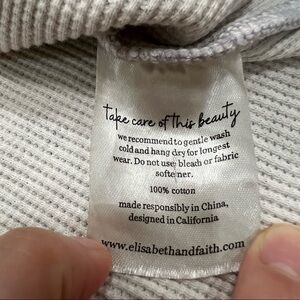 take care of this beauty
we recommend to gentle wash
cold and hang dry for longest
wear. Do not use bleach or fabric
softener.
100% cotton
made responsibly in China,
designed in California
www.elisabethandfaith.com